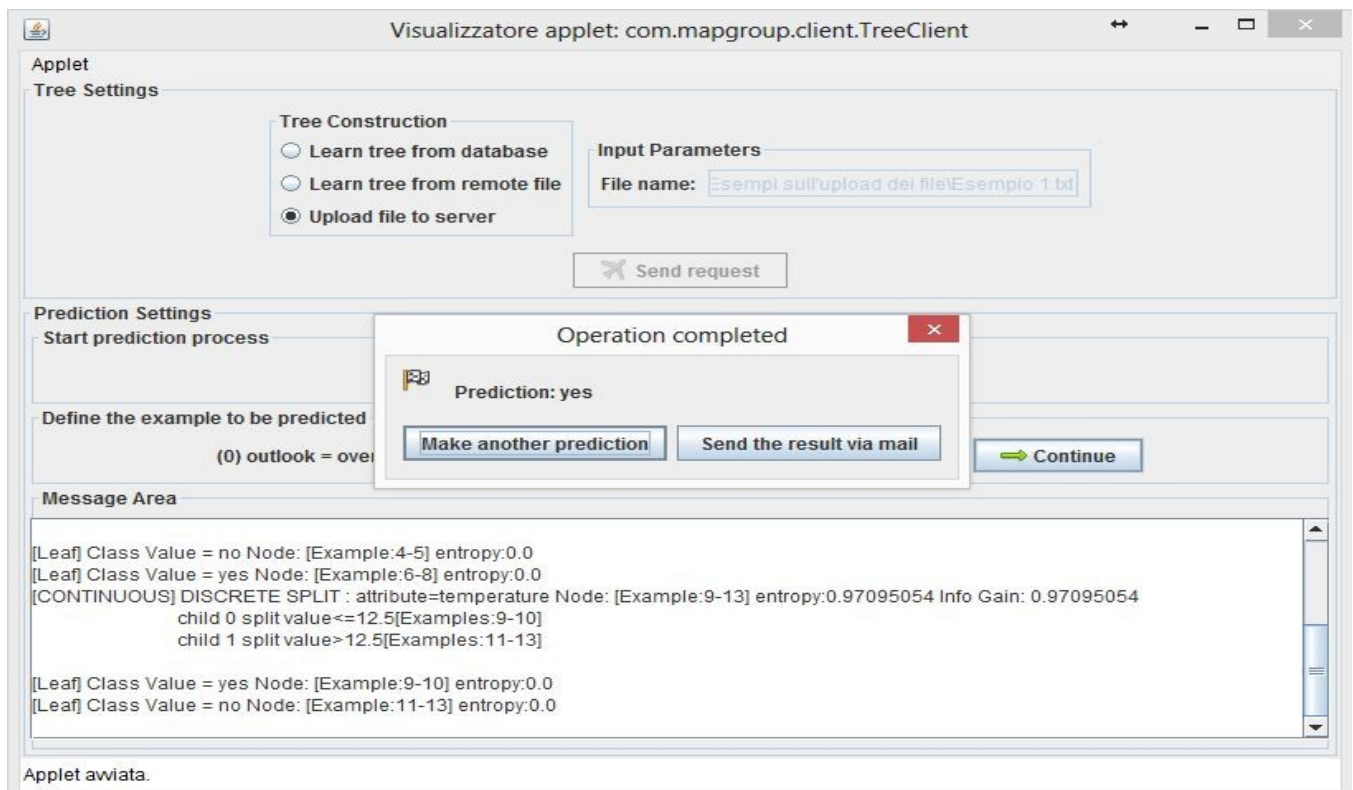 Visualizzatore applet: com.mapgroup.client.TreeClient
Applet
Tree Settings
Tree Construction
Learn tree from database
Learn tree from remote file
Upload file to server
Input Parameters
File name: Esempi sull'upload dei file\Esempio 1.txt
Send request
Prediction Settings
Start prediction process
Operation completed
Prediction: yes
Make another prediction
Send the result via mail
Define the example to be predicted
(0) outlook = over
Continue
Message Area
[Leaf] Class Value = no Node: [Example:4-5] entropy:0.0
[Leaf] Class Value = yes Node: [Example:6-8] entropy:0.0
[CONTINUOUS] DISCRETE SPLIT : attribute=temperature Node: [Example:9-13] entropy:0.97095054 Info Gain: 0.97095054
child 0 split value<=12.5[Examples:9-10]
child 1 split value>12.5[Examples:11-13]
[Leaf] Class Value = yes Node: [Example:9-10] entropy:0.0
[Leaf] Class Value = no Node: [Example:11-13] entropy:0.0
Applet avviata.